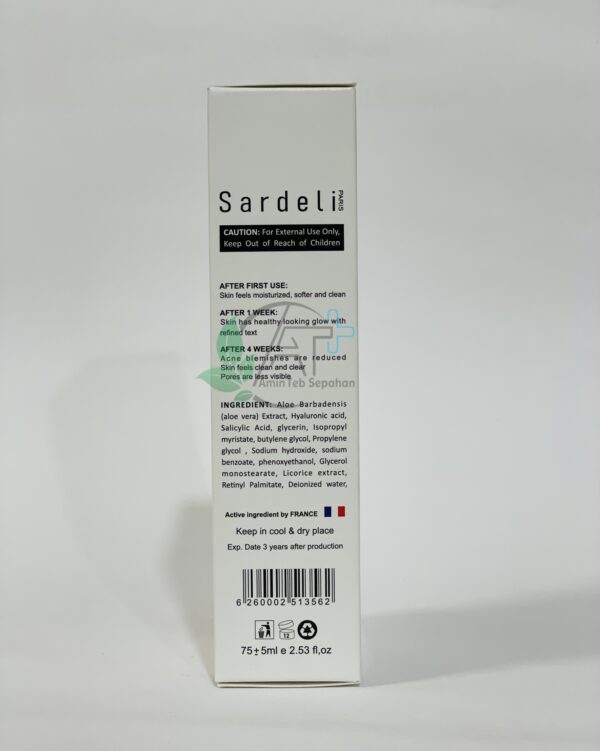 Sardeli PARIS
CAUTION: For External Use Only,
Keep Out of Reach of Children
AFTER FIRST USE:
Skin feels moisturized, softer and clean
AFTER 1 WEEK:
Skin has healthy looking glow with
refined text
AFTER 4 WEEKS:
Acne blemishes are reduced
Skin feels clean and clear
Pores are less visible
AT+
AminTeb Sepahan
INGREDIENT: Aloe Barbadensis
(aloe vera) Extract, Hyaluronic acid,
Salicylic Acid, glycerin, Isopropyl
myristate, butylene glycol, Propylene
glycol , Sodium hydroxide, sodium
benzoate, phenoxyethanol, Glycerol
monostearate, Licorice extract,
Retinyl Palmitate, Deionized water,
Active ingredient by FRANCE
Keep in cool & dry place
Exp. Date 3 years after production
6 260002 513562
12
75±5ml e 2.53 fl,oz